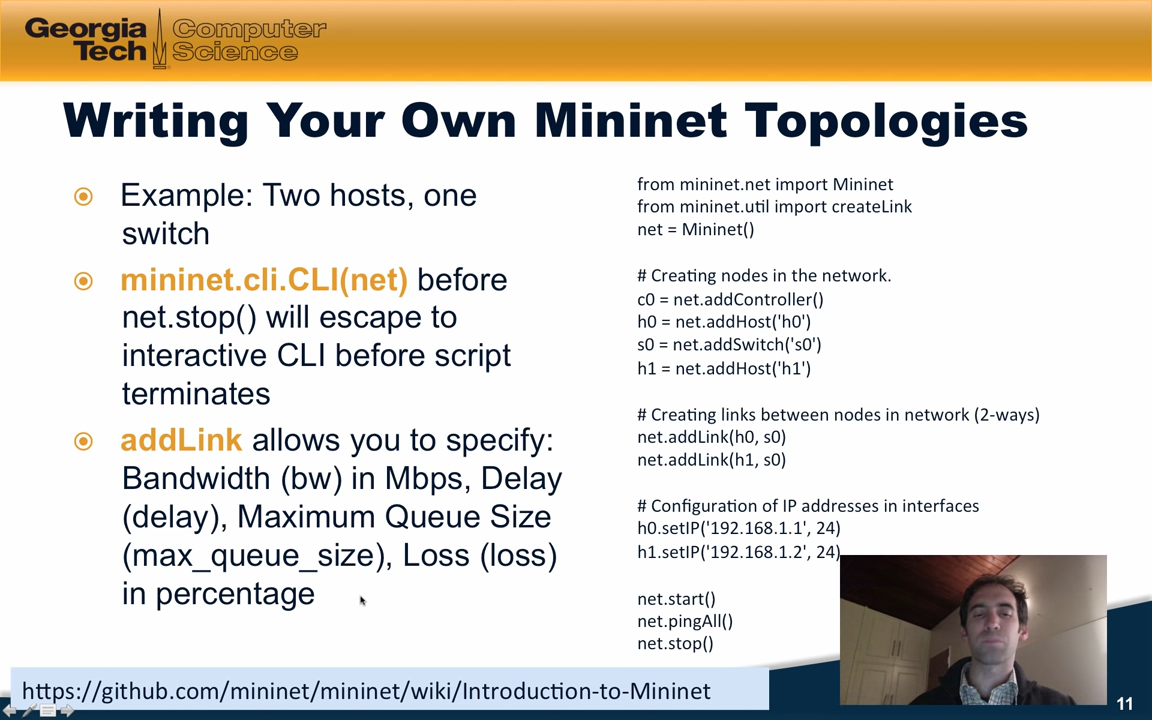 Georgia Tech
Computer Science
Writing Your Own Mininet Topologies
Example: Two hosts, one
switch
mininet.cli.CLI(net) before
net.stop() will escape to
interactive CLI before script
terminates
addLink allows you to specify:
Bandwidth (bw) in Mbps, Delay
(delay), Maximum Queue Size
(max_queue_size), Loss (loss)
in percentage
from mininet.net import Mininet
from mininet.util import createLink
net = Mininet()
# Creating nodes in the network.
c0 = net.addController()
h0 = net.addHost('h0')
s0 = net.addSwitch('s0')
h1 = net.addHost('h1')
# Creating links between nodes in network (2-ways)
net.addLink(h0, s0)
net.addLink(h1, s0)
# Configuration of IP addresses in interfaces
h0.setIP('192.168.1.1', 24)
h1.setIP('192.168.1.2', 24)
net.start()
net.pingAll()
net.stop()
https://github.com/mininet/mininet/wiki/Introduction-to-Mininet
11